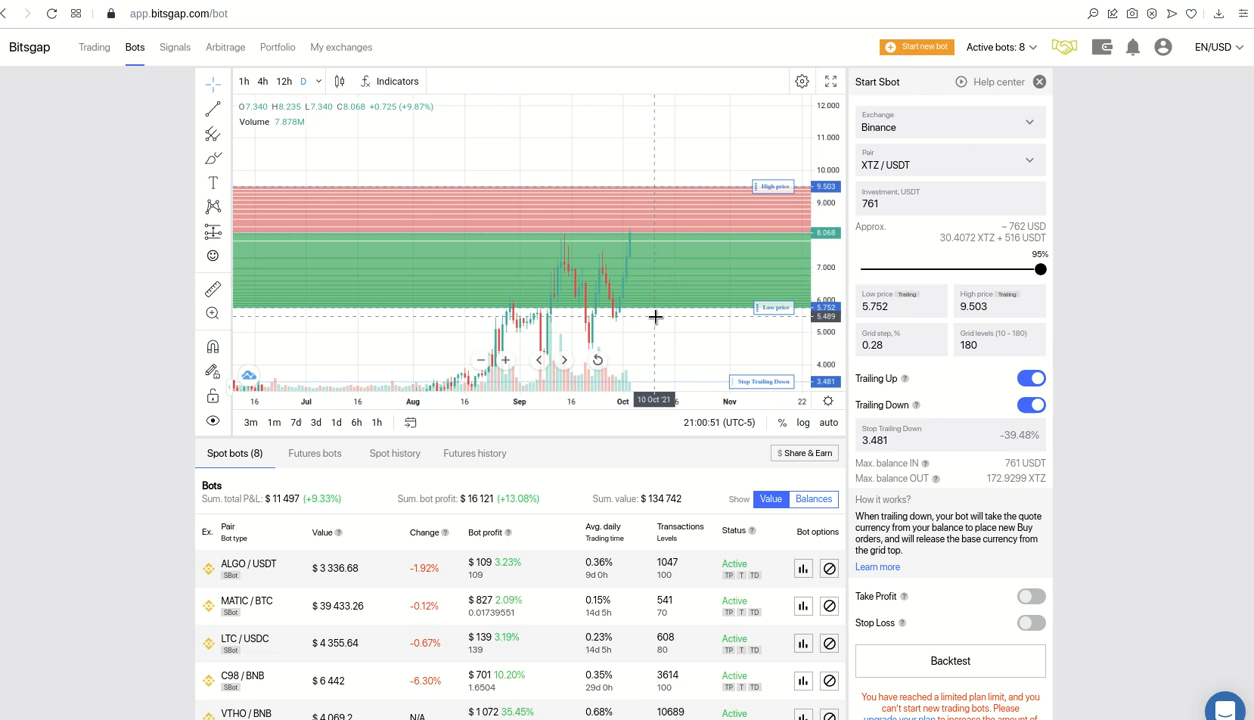 app.bitsgap.com/bot
Bitsgap Trading Bots Signals Arbitrage Portfolio My exchanges Start new bot Active bots: 8 EN/USD
1h 4h 12h D Indicators
O7.340 H8.235 L7.340 C8.068 +0.725 (+9.87%)
Volume 7.878M
12.000
11.000
10.000
High price 9.503
9.000
8.068
7.000
6.000
Low price 5.752
5.489
5.000
4.000
Stop Trailing Down 3.481
16 Jul 16 Aug 16 Sep 16 Oct 10 Oct '21 6 Nov 22
3m 1m 7d 3d 1d 6h 1h 21:00:51 (UTC-5) % log auto
Spot bots (8) Futures bots Spot history Futures history $ Share & Earn
Bots
Sum. total P&L: $ 11 497 (+9.33%) Sum. bot profit: $ 16 121 (+13.08%) Sum. value: $ 134 742 Show Value Balances
Ex. Pair Value ? Change ? Bot profit ? Avg. daily Transactions Status ? Bot options
Bot type Trading time Levels
ALGO / USDT $ 3 336.68 -1.92% $ 109 3.23% 0.36% 1047 Active
SBot 109 9d 0h 100 TP T TD
MATIC / BTC $ 39 433.26 -0.12% $ 827 2.09% 0.15% 541 Active
SBot 0.01739551 14d 5h 70 TP T TD
LTC / USDC $ 4 355.64 -0.67% $ 139 3.19% 0.23% 608 Active
SBot 139 14d 5h 80 TP T TD
C98 / BNB $ 6 442 -6.30% $ 701 10.20% 0.35% 3614 Active
SBot 1.6504 29d 0h 100 TP T TD
VTHO / BNB $ 4 069.2 N/A $ 1 072 35.45% 0.68% 10689 Active
Start Sbot Help center
Exchange
Binance
Pair
XTZ / USDT
Investment, USDT
761
Approx. ~ 762 USD
30.4072 XTZ + 516 USDT
95%
Low price Trailing High price Trailing
5.752 9.503
Grid step, % Grid levels (10 - 180)
0.28 180
Trailing Up ?
Trailing Down ?
Stop Trailing Down
3.481 -39.48%
Max. balance IN ? 761 USDT
Max. balance OUT ? 172.9299 XTZ
How it works?
When trailing down, your bot will take the quote
currency from your balance to place new Buy
orders, and will release the base currency from
the grid top.
Learn more
Take Profit ?
Stop Loss ?
Backtest
You have reached a limited plan limit, and you
can't start new trading bots. Please
upgrade your plan to increase the amount of